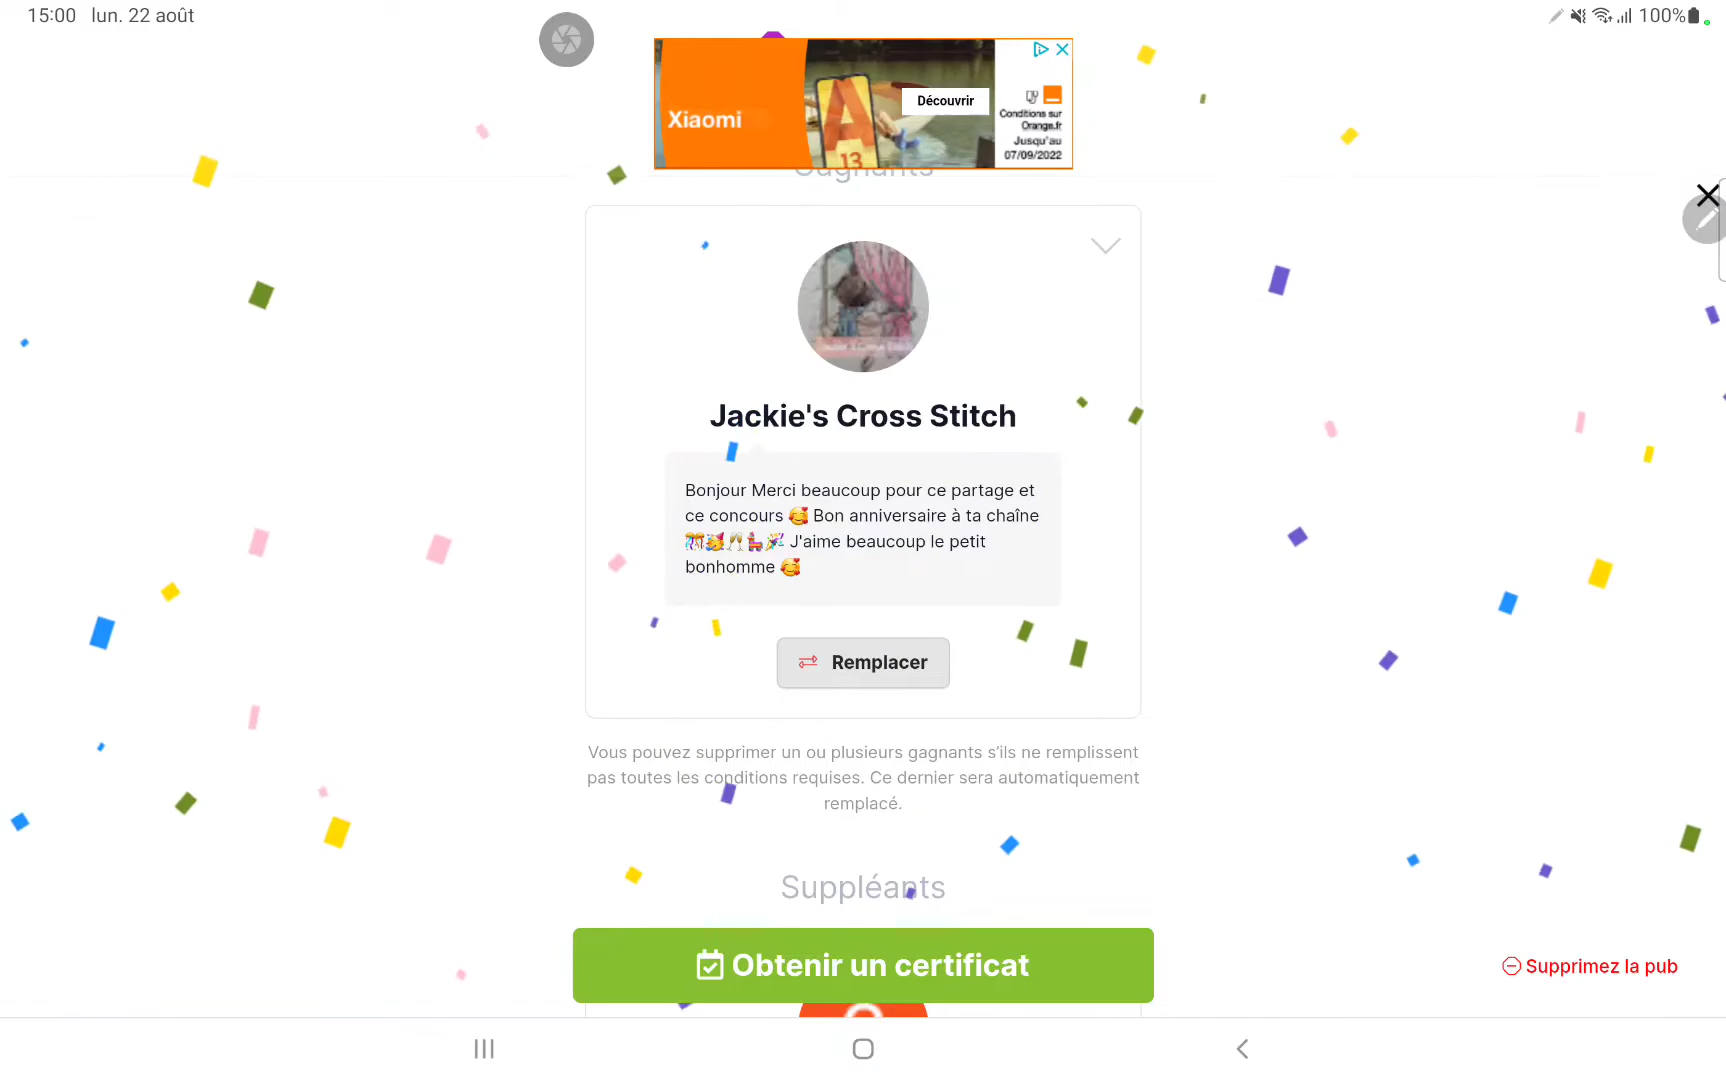 15:00 lun. 22 août
100%
Xiaomi
A
13
Découvrir
Conditions sur
Orange.fr
Jusqu'au
07/09/2022
Gagnants
Jackie's Cross Stitch
Bonjour Merci beaucoup pour ce partage et
ce concours 🥰 Bon anniversaire à ta chaîne
🎊🥳🥂🪅🎉 J'aime beaucoup le petit
bonhomme 🥰
Remplacer
Vous pouvez supprimer un ou plusieurs gagnants s'ils ne remplissent
pas toutes les conditions requises. Ce dernier sera automatiquement
remplacé.
Suppléants
Obtenir un certificat
Supprimez la pub